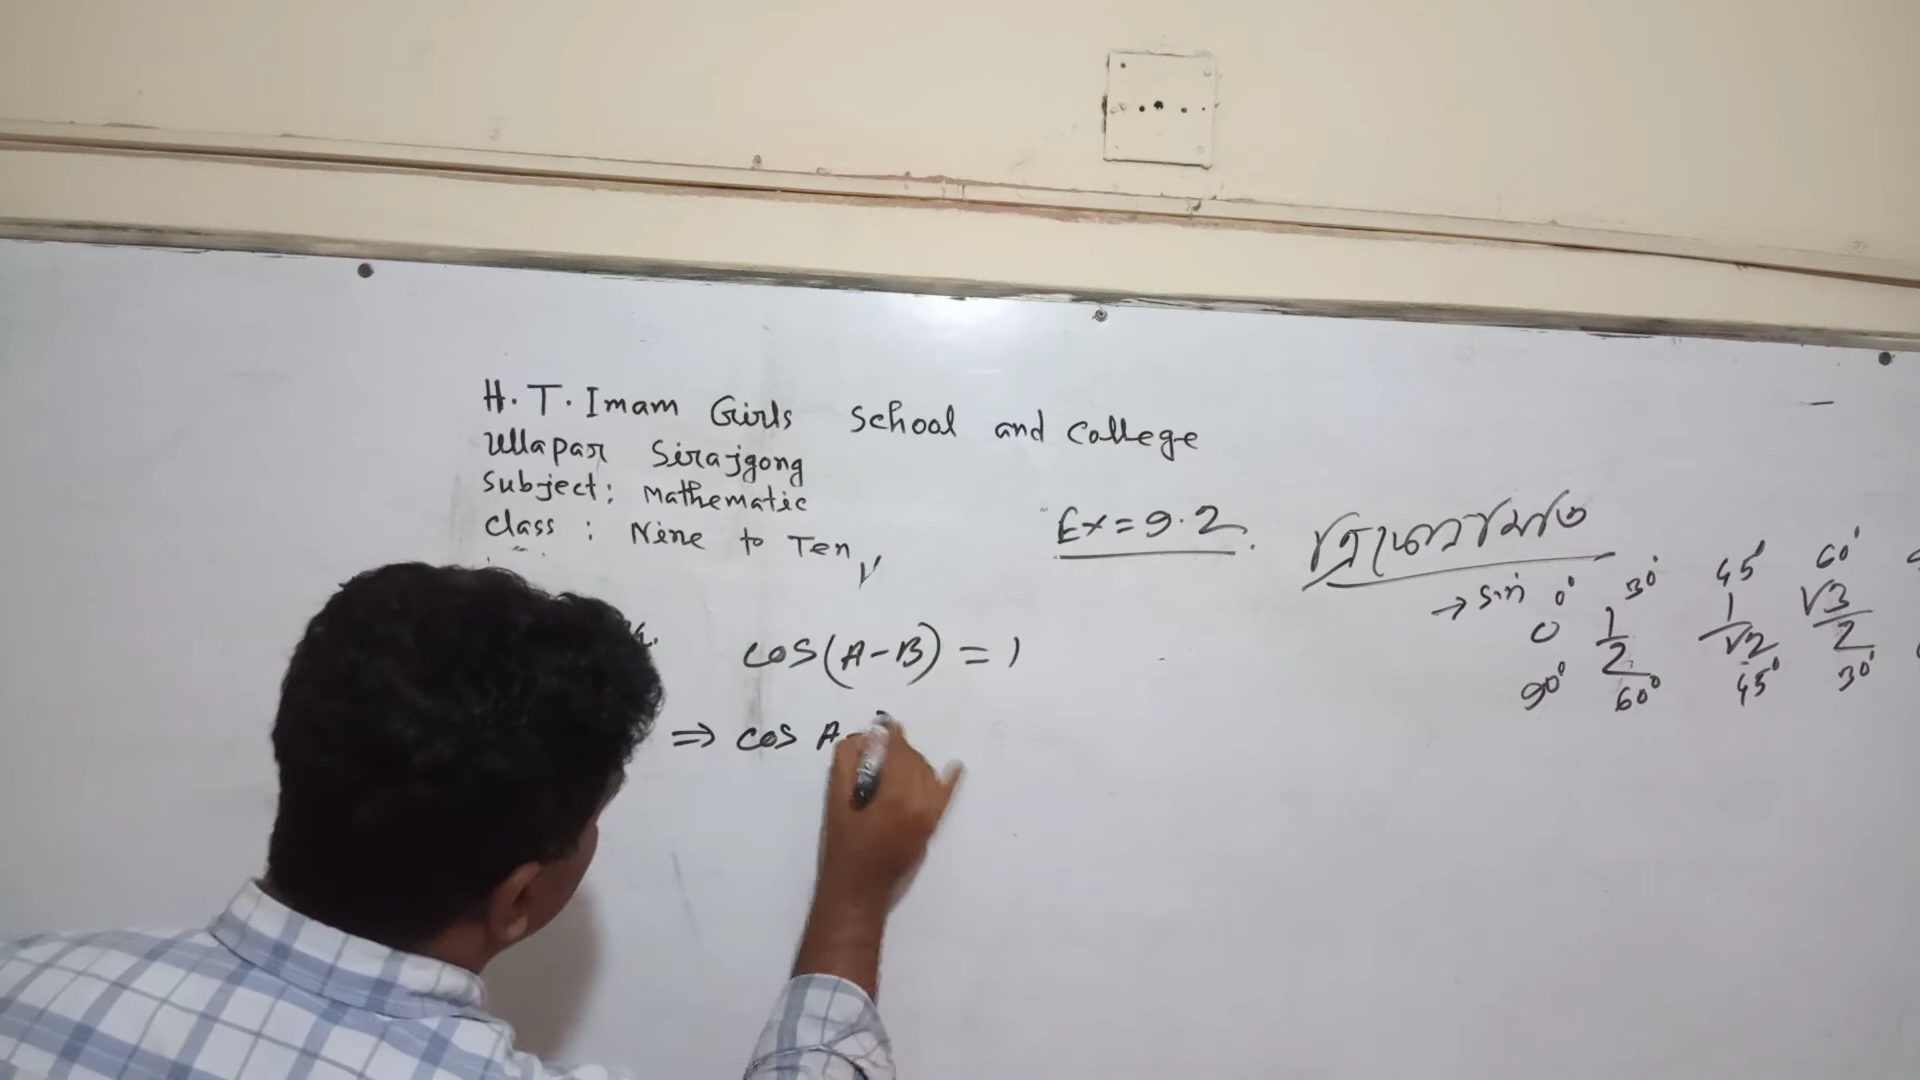 H.T. Imam Girls School and College
Ullapar Sirajgong
Subject: Mathematic
Class : Nine to Ten
Ex = 9.2.
ত্রিকোণমিতি
→ sin 0° 30° 45° 60°
0 1/2 1/√2 √3/2
90° 60° 45° 30°
cos(A-B) = 1
⇒ cos A-